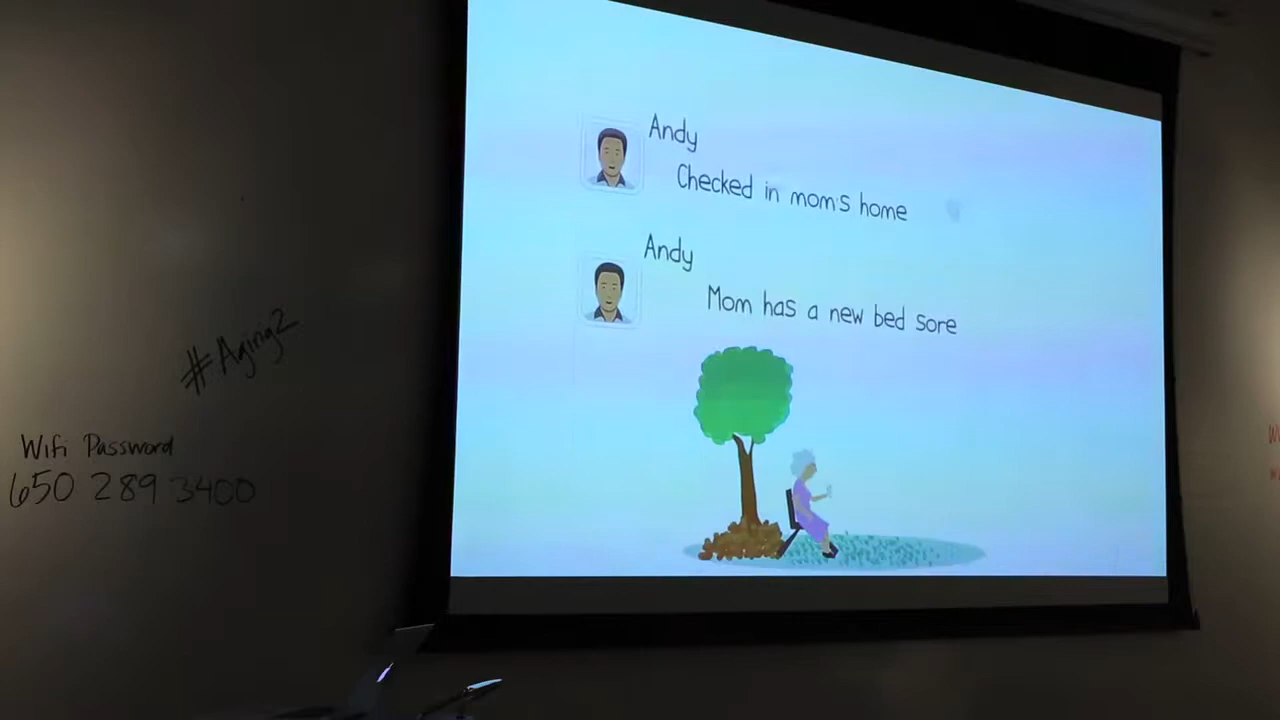 Andy
Checked in mom's home
Andy
Mom has a new bed sore
#Aging2
Wifi Password
650 289 3400